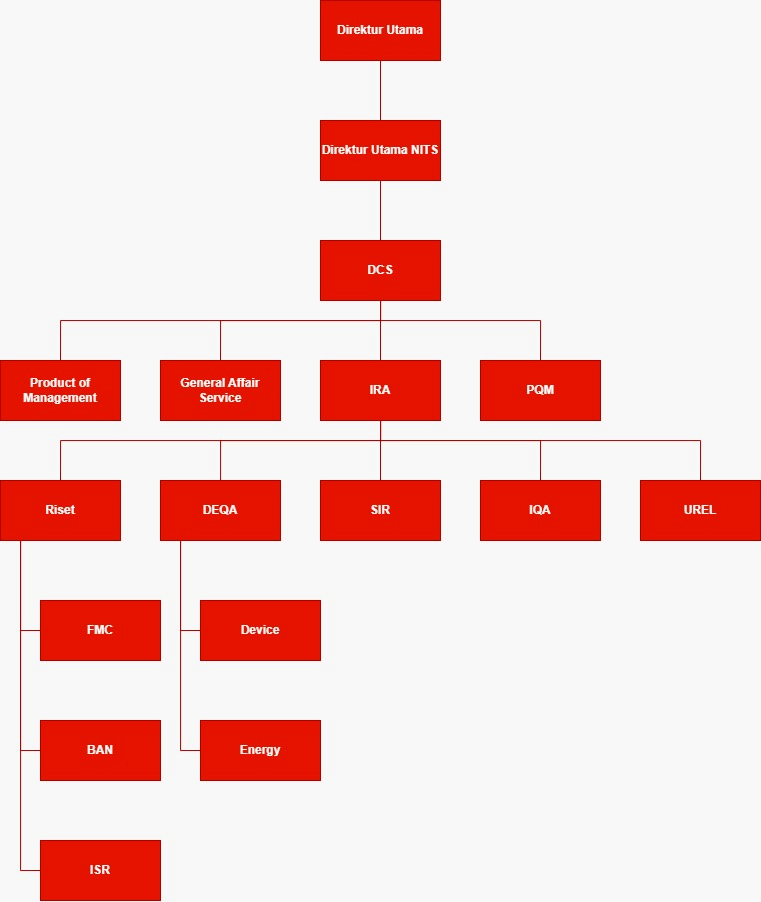 Direktur Utama
Direktur Utama NITS
DCS
Product of
Management
General Affair
Service
IRA
PQM
Riset
DEQA
SIR
IQA
UREL
FMC
Device
BAN
Energy
ISR